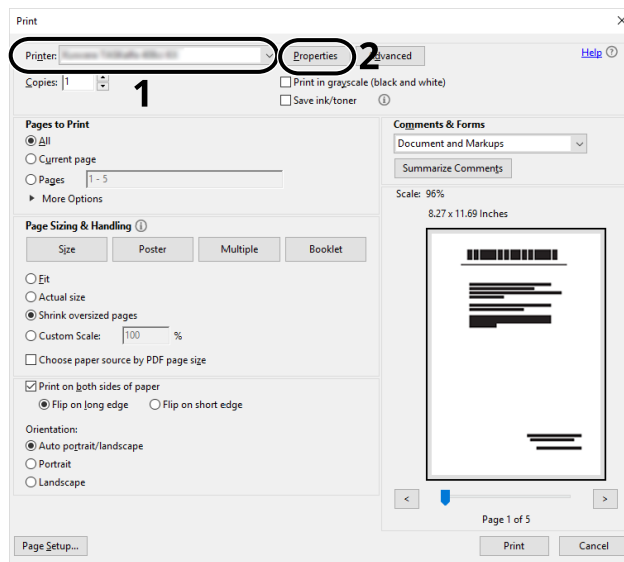 Print
Printer:
Properties
2
Advanced
Help
Copies: 1
1
Print in grayscale (black and white)
Save ink/toner
Pages to Print
All
Current page
Pages 1 - 5
More Options
Comments & Forms
Document and Markups
Summarize Comments
Page Sizing & Handling
Size Poster Multiple Booklet
Fit
Actual size
Shrink oversized pages
Custom Scale: 100 %
Choose paper source by PDF page size
Print on both sides of paper
Flip on long edge Flip on short edge
Orientation:
Auto portrait/landscape
Portrait
Landscape
Scale: 96%
8.27 x 11.69 Inches
< >
Page 1 of 5
Page Setup...
Print
Cancel